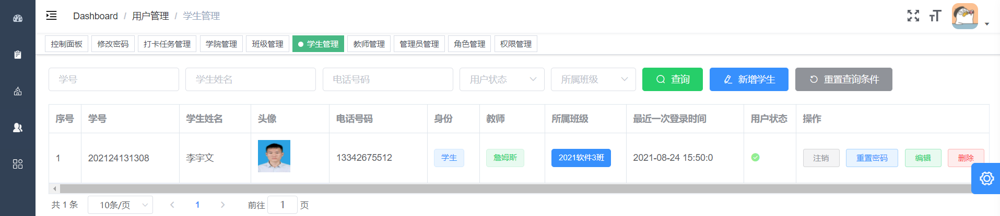 Dashboard / 用户管理 / 学生管理
控制面板 修改密码 打卡任务管理 学院管理 班级管理 学生管理 教师管理 管理员管理 角色管理 权限管理
学号 学生姓名 电话号码 用户状态 所属班级 查询 新增学生 重置查询条件
序号 学号 学生姓名 头像 电话号码 身份 教师 所属班级 最近一次登录时间 用户状态 操作
1 202124131308 李宇文 13342675512 学生 詹姆斯 2021软件3班 2021-08-24 15:50:0 注销 重置密码 编辑 删除
共 1 条 10条/页 1 前往 1 页